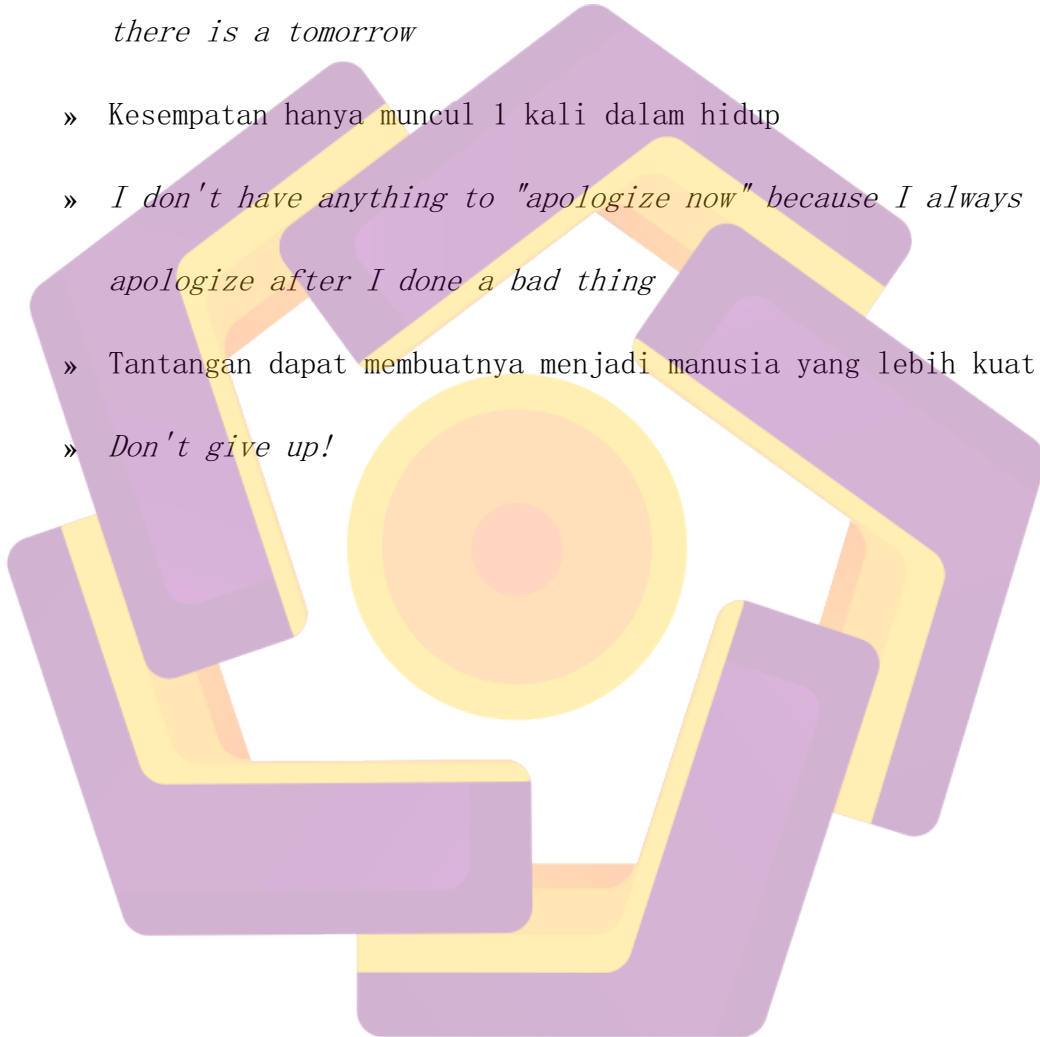 there is a tomorrow
» Kesempatan hanya muncul 1 kali dalam hidup
» I don't have anything to "apologize now" because I always
apologize after I done a bad thing
» Tantangan dapat membuatnya menjadi manusia yang lebih kuat
» Don't give up!